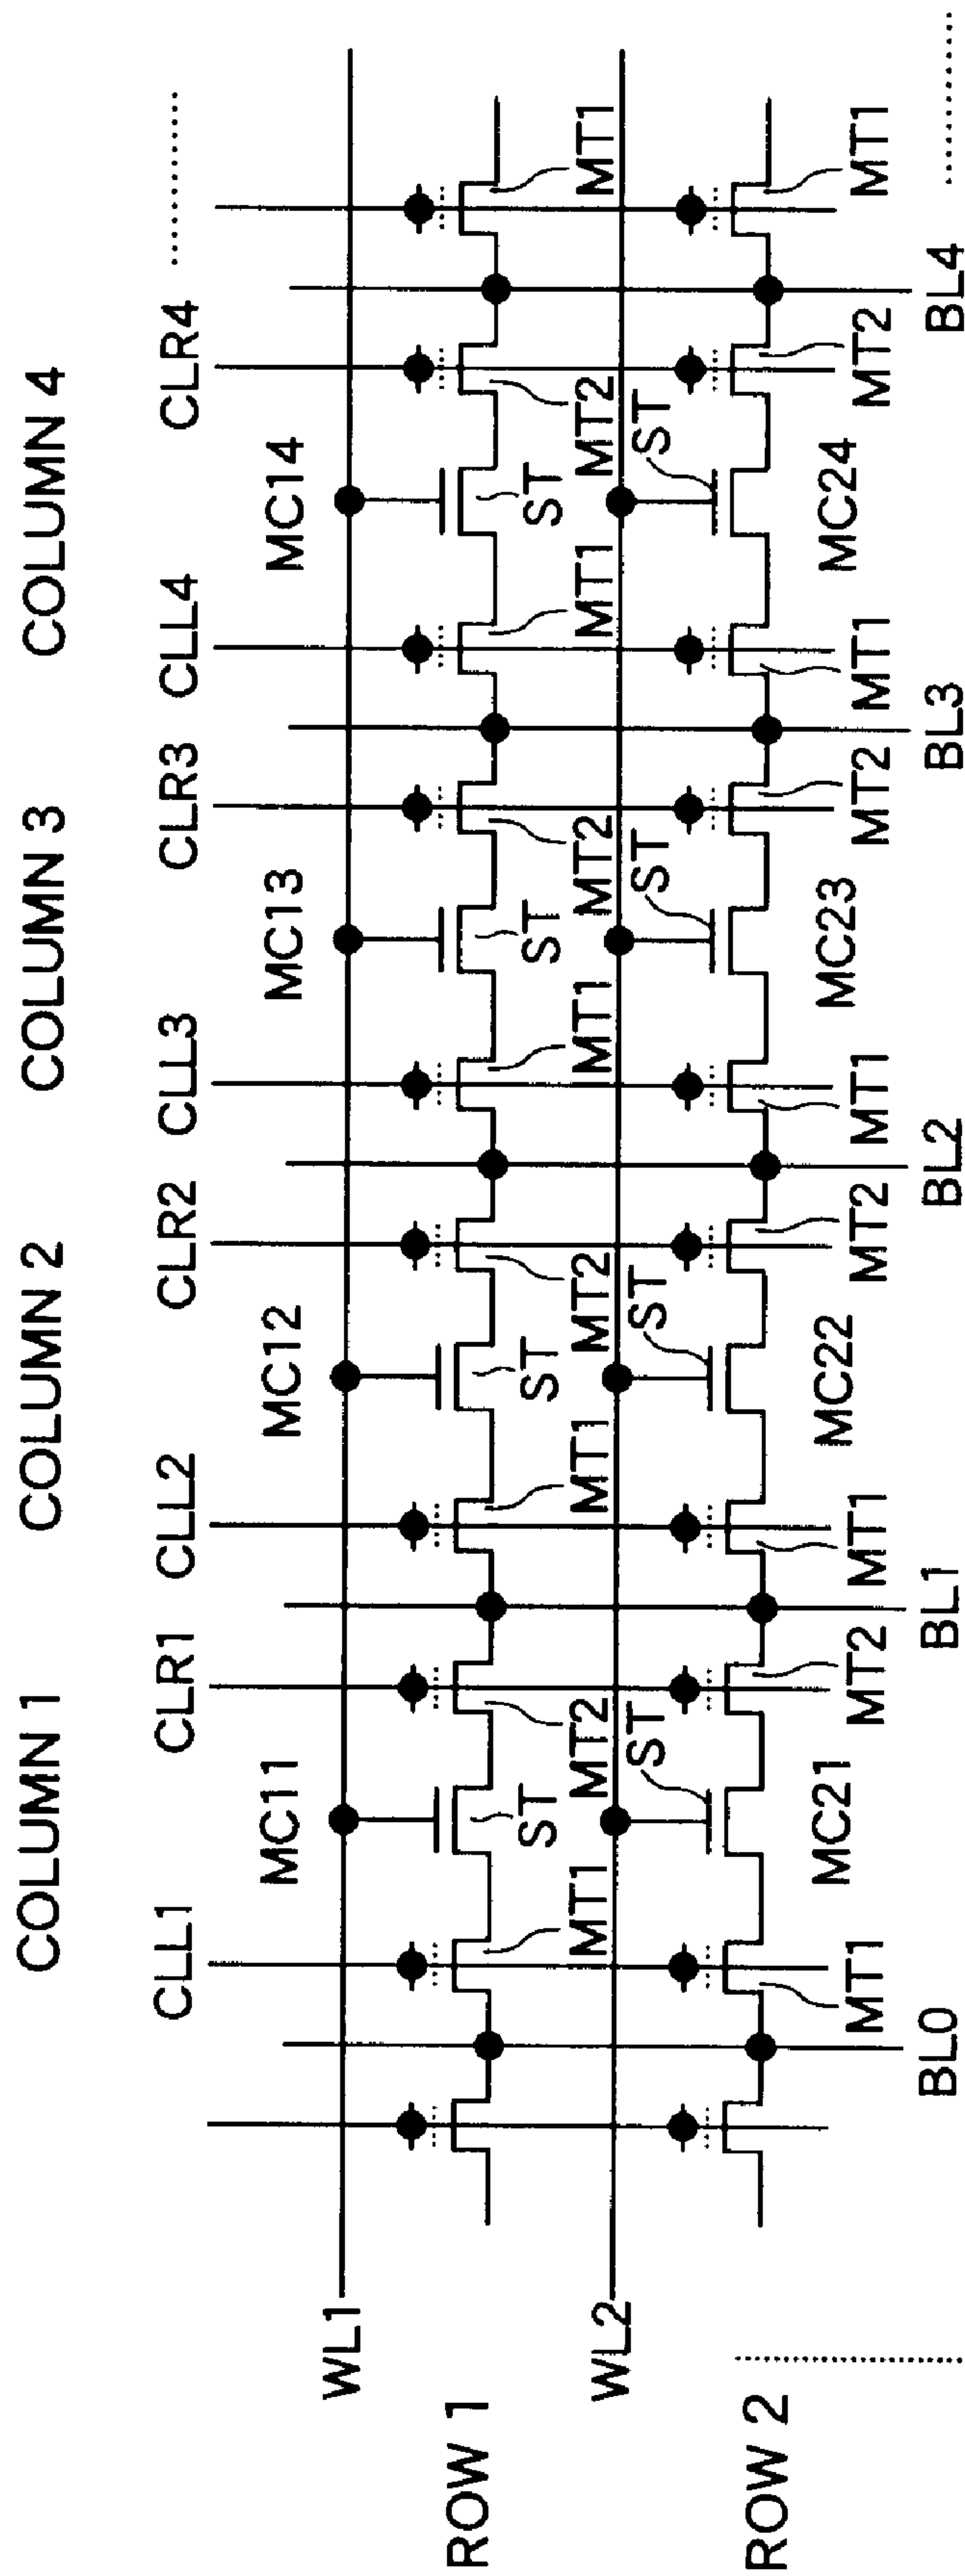 COLUMN 1 COLUMN 2 COLUMN 3 COLUMN 4
CLL1 CLR1 CLL2 CLR2 CLL3 CLR3 CLL4 CLR4
MC11 MC12 MC13 MC14
WL1
ROW 1
ST ST ST ST
MT1 MT2 MT1 MT2 MT1 MT2 MT1 MT2 MT1
WL2
ST ST ST ST
ROW 2
MC21 MC22 MC23 MC24
MT1 MT2 MT1 MT2 MT1 MT2 MT1 MT2 MT1
BL0 BL1 BL2 BL3 BL4